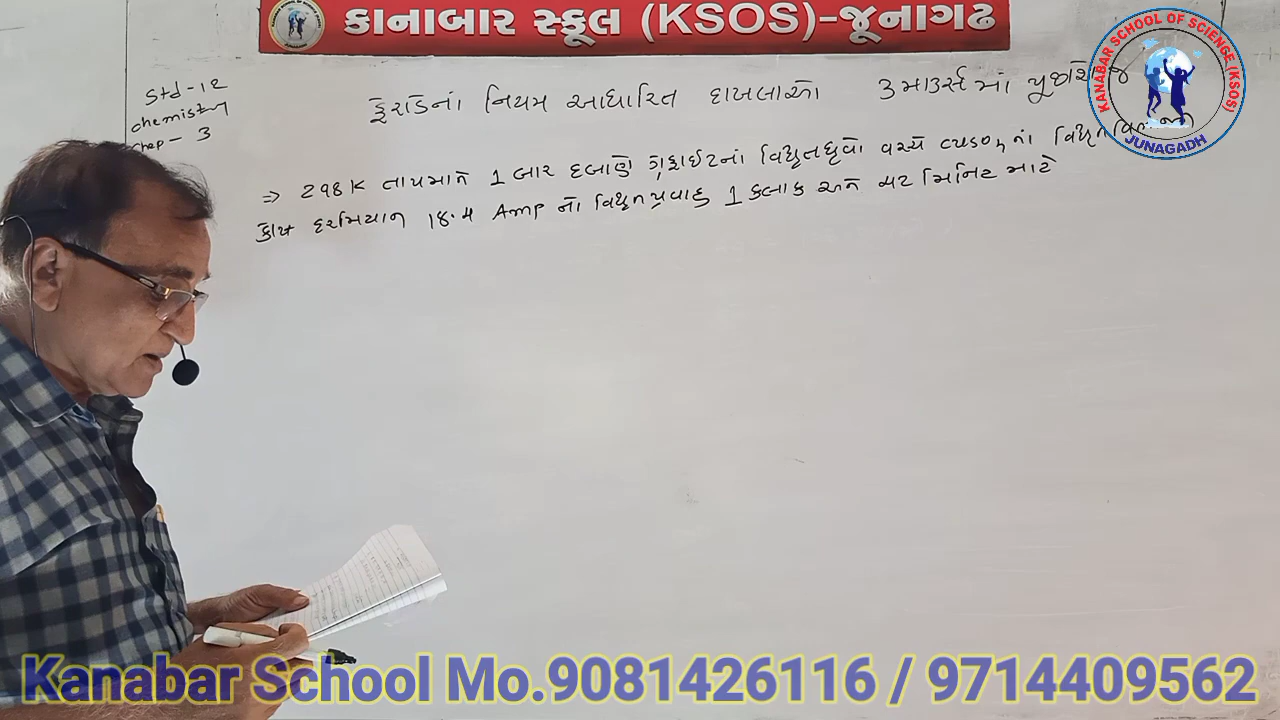 કાનાબાર સ્કૂલ (KSOS)-જૂનાગઢ
KANABAR SCHOOL OF SCIENCE (KSOS)
JUNAGADH
Std-12
chemistry
chap-3
ફેરાડેના નિયમ આધારિત દાખલાઓ 3 માર્ક્સમાં પૂછાશે જ
⇒ 298K તાપમાને 1 બાર દબાણે ગ્રેફાઈટનાં વિદ્યુતધ્રુવો વચ્ચે CuSO4 નાં
દરમિયાન 18.4 Amp નો વિદ્યુતપ્રવાહ 1 કલાક અને મિનિટ માટે
Kanabar School Mo.9081426116 / 9714409562